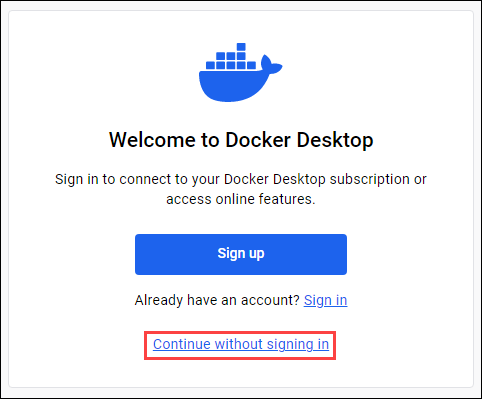 Welcome to Docker Desktop
Sign in to connect to your Docker Desktop subscription or
access online features.
Sign up
Already have an account? Sign in
Continue without signing in